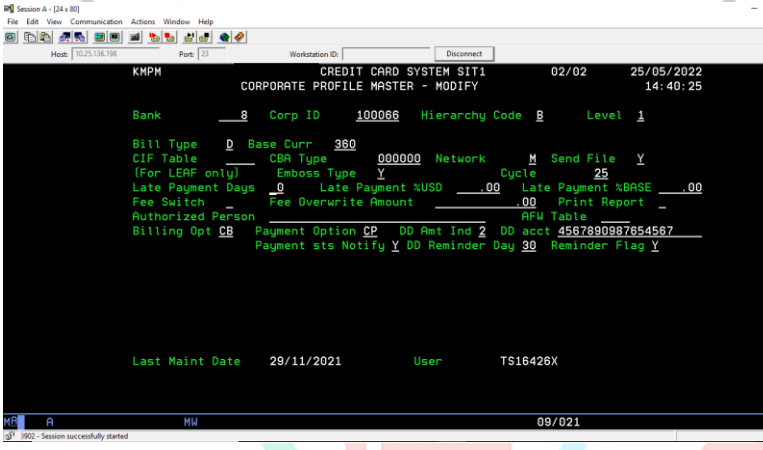 Session A - [24 x 80]
File Edit View Communication Actions Window Help
Host: 10.25.136.198 Port: 23 Workstation ID: Disconnect
KMPM CREDIT CARD SYSTEM SIT1 02/02 25/05/2022
CORPORATE PROFILE MASTER - MODIFY 14:40:25
Bank 8 Corp ID 100066 Hierarchy Code B Level 1
Bill Type D Base Curr 360
CIF Table CBA Type 000000 Network M Send File Y
(For LEAF only) Emboss Type Y Cycle 25
Late Payment Days 0 Late Payment %USD .00 Late Payment %BASE .00
Fee Switch Fee Overwrite Amount .00 Print Report
Authorized Person AFW Table
Billing Opt CB Payment Option CP DD Amt Ind 2 DD acct 4567890987654567
Payment sts Notify Y DD Reminder Day 30 Reminder Flag Y
Last Maint Date 29/11/2021 User TS16426X
MA A MW 09/021
I902 - Session successfully started